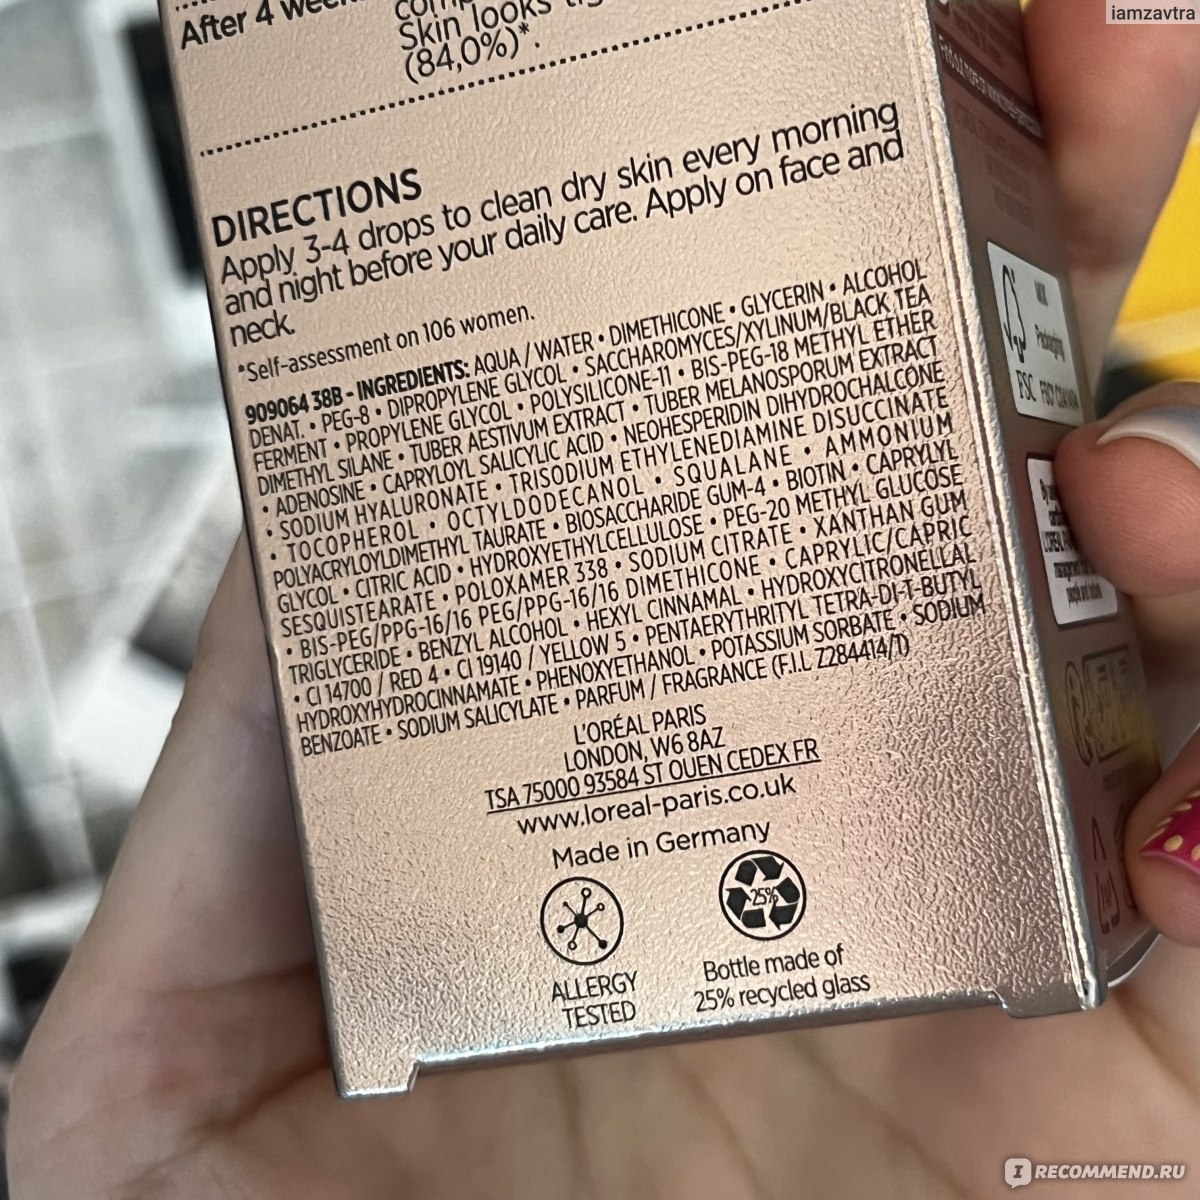 iamzavtra
After 4
Skin looks
(84,0%)*.
DIRECTIONS
Apply 3-4 drops to clean dry skin every morning
and night before your daily care. Apply on face and
neck.
*Self-assessment on 106 women.
909064 38B - INGREDIENTS: AQUA / WATER • DIMETHICONE • GLYCERIN • ALCOHOL
DENAT. • PEG-8 • DIPROPYLENE GLYCOL • SACCHAROMYCES/XYLINUM/BLACK TEA
FERMENT • PROPYLENE GLYCOL • POLYSILICONE-11 • BIS-PEG-18 METHYL ETHER
DIMETHYL SILANE • TUBER AESTIVUM EXTRACT • TUBER MELANOSPORUM EXTRACT
• ADENOSINE • CAPRYLOYL SALICYLIC ACID • NEOHESPERIDIN DIHYDROCHALCONE
• SODIUM HYALURONATE • TRISODIUM ETHYLENEDIAMINE DISUCCINATE
• TOCOPHEROL • OCTYLDODECANOL • SQUALANE • AMMONIUM
POLYACRYLOYLDIMETHYL TAURATE • BIOSACCHARIDE GUM-4 • BIOTIN • CAPRYLYL
GLYCOL • CITRIC ACID • HYDROXYETHYLCELLULOSE • PEG-20 METHYL GLUCOSE
SESQUISTEARATE • POLOXAMER 338 • SODIUM CITRATE • XANTHAN GUM
• BIS-PEG/PPG-16/16 PEG/PPG-16/16 DIMETHICONE • CAPRYLIC/CAPRIC
TRIGLYCERIDE • BENZYL ALCOHOL • HEXYL CINNAMAL • HYDROXYCITRONELLAL
• CI 14700 / RED 4 • CI 19140 / YELLOW 5 • PENTAERYTHRITYL TETRA-DI-T-BUTYL
HYDROXYHYDROCINNAMATE • PHENOXYETHANOL • POTASSIUM SORBATE • SODIUM
BENZOATE • SODIUM SALICYLATE • PARFUM / FRAGRANCE (F.I.L Z284414/1)
L'ORÉAL PARIS
LONDON, W6 8AZ
TSA 75000 93584 ST OUEN CEDEX FR
www.loreal-paris.co.uk
Made in Germany
25%
ALLERGY
TESTED
Bottle made of
25% recycled glass
MIX
Packaging
FSC
I RECOMMEND.RU